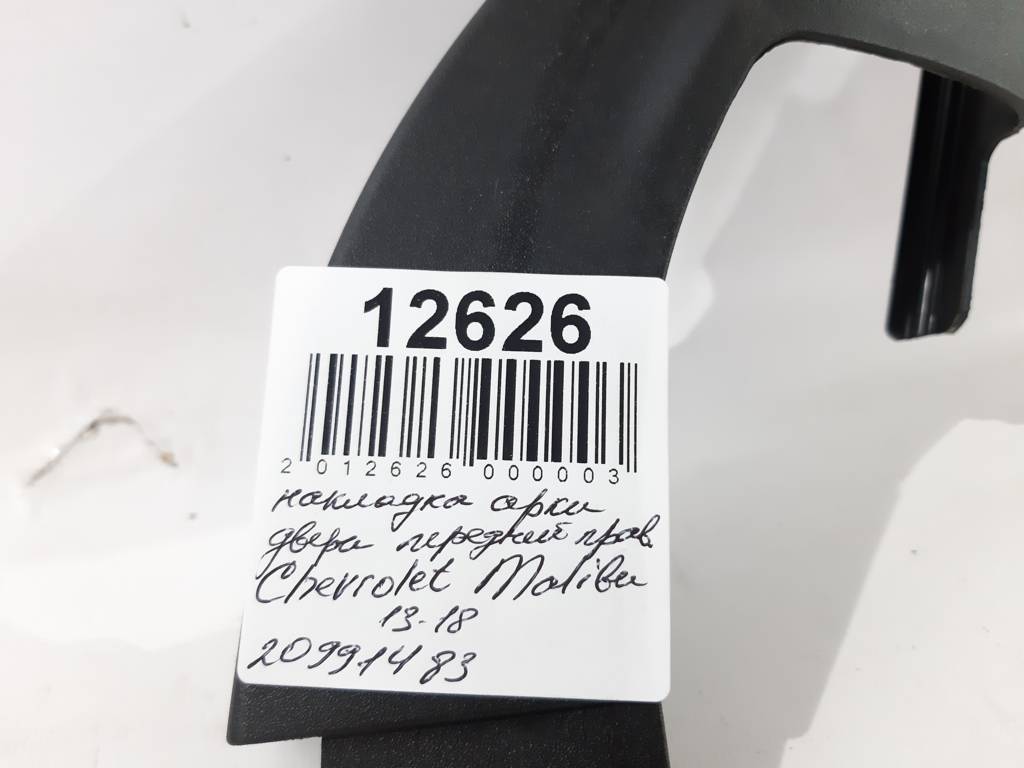 12626
2 012626 000003
накладка арки
двери передней прав.
Chevrolet Malibu
13-18
20991483